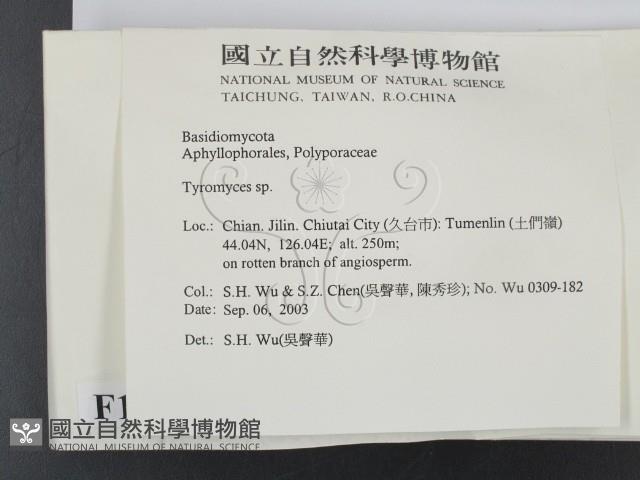 國立自然科學博物館
NATIONAL MUSEUM OF NATURAL SCIENCE
TAICHUNG, TAIWAN, R.O.CHINA
Basidiomycota
Aphyllophorales, Polyporaceae
Tyromyces sp.
Loc.: Chian. Jilin. Chiutai City (久台市): Tumenlin (土們嶺)
44.04N, 126.04E; alt. 250m;
on rotten branch of angiosperm.
Col.: S.H. Wu & S.Z. Chen(吳聲華, 陳秀珍); No. Wu 0309-182
Date: Sep. 06, 2003
Det.: S.H. Wu(吳聲華)
F1
國立自然科學博物館
NATIONAL MUSEUM OF NATURAL SCIENCE